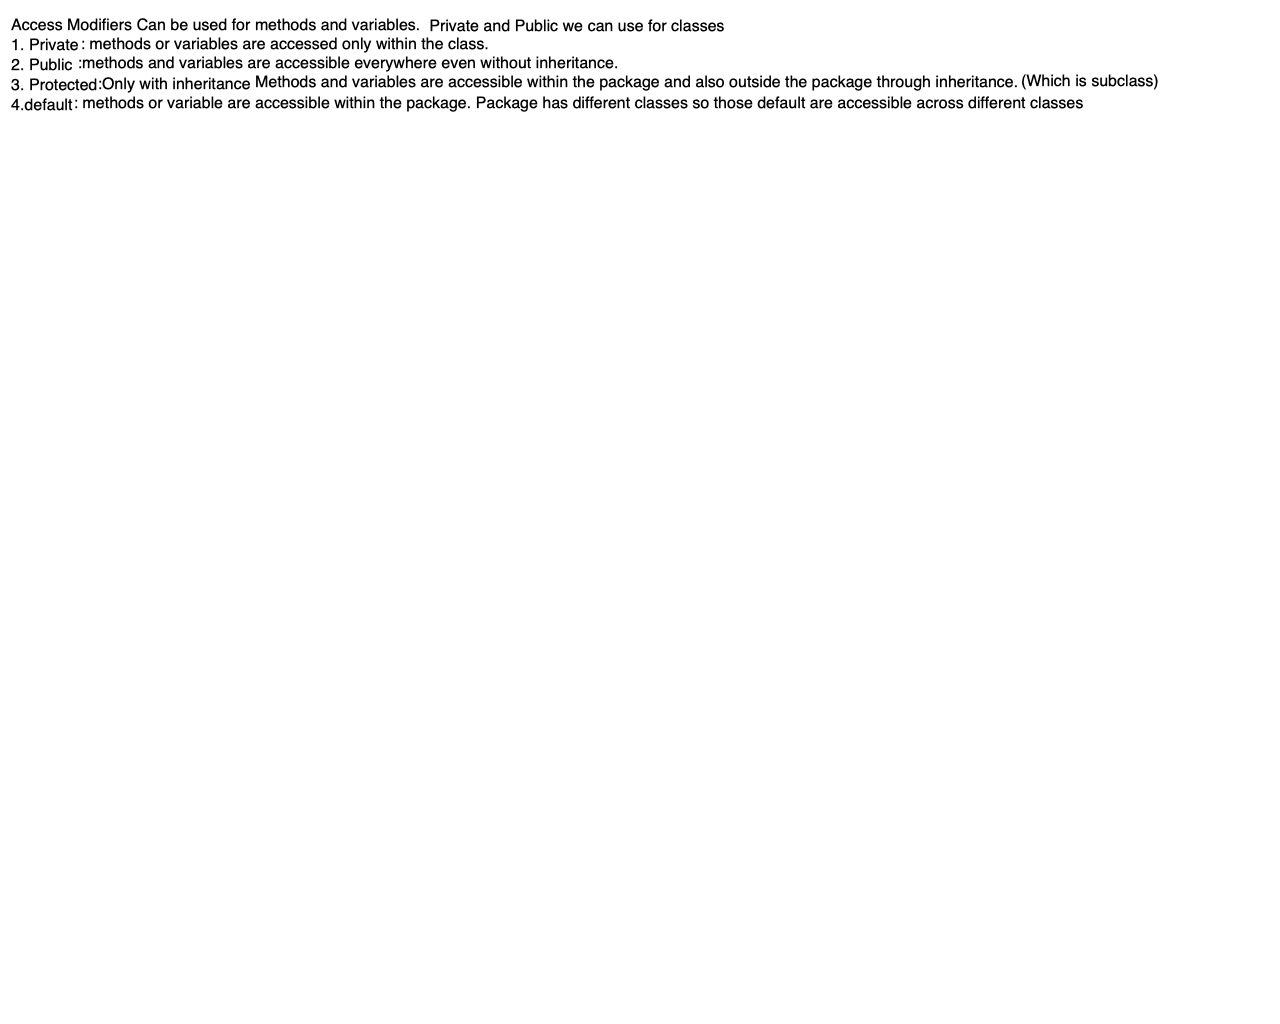 Access Modifiers Can be used for methods and variables.  Private and Public we can use for classes
1. Private : methods or variables are accessed only within the class.
2. Public :methods and variables are accessible everywhere even without inheritance.
3. Protected:Only with inheritance Methods and variables are accessible within the package and also outside the package through inheritance. (Which is subclass)
4.default : methods or variable are accessible within the package. Package has different classes so those default are accessible across different classes